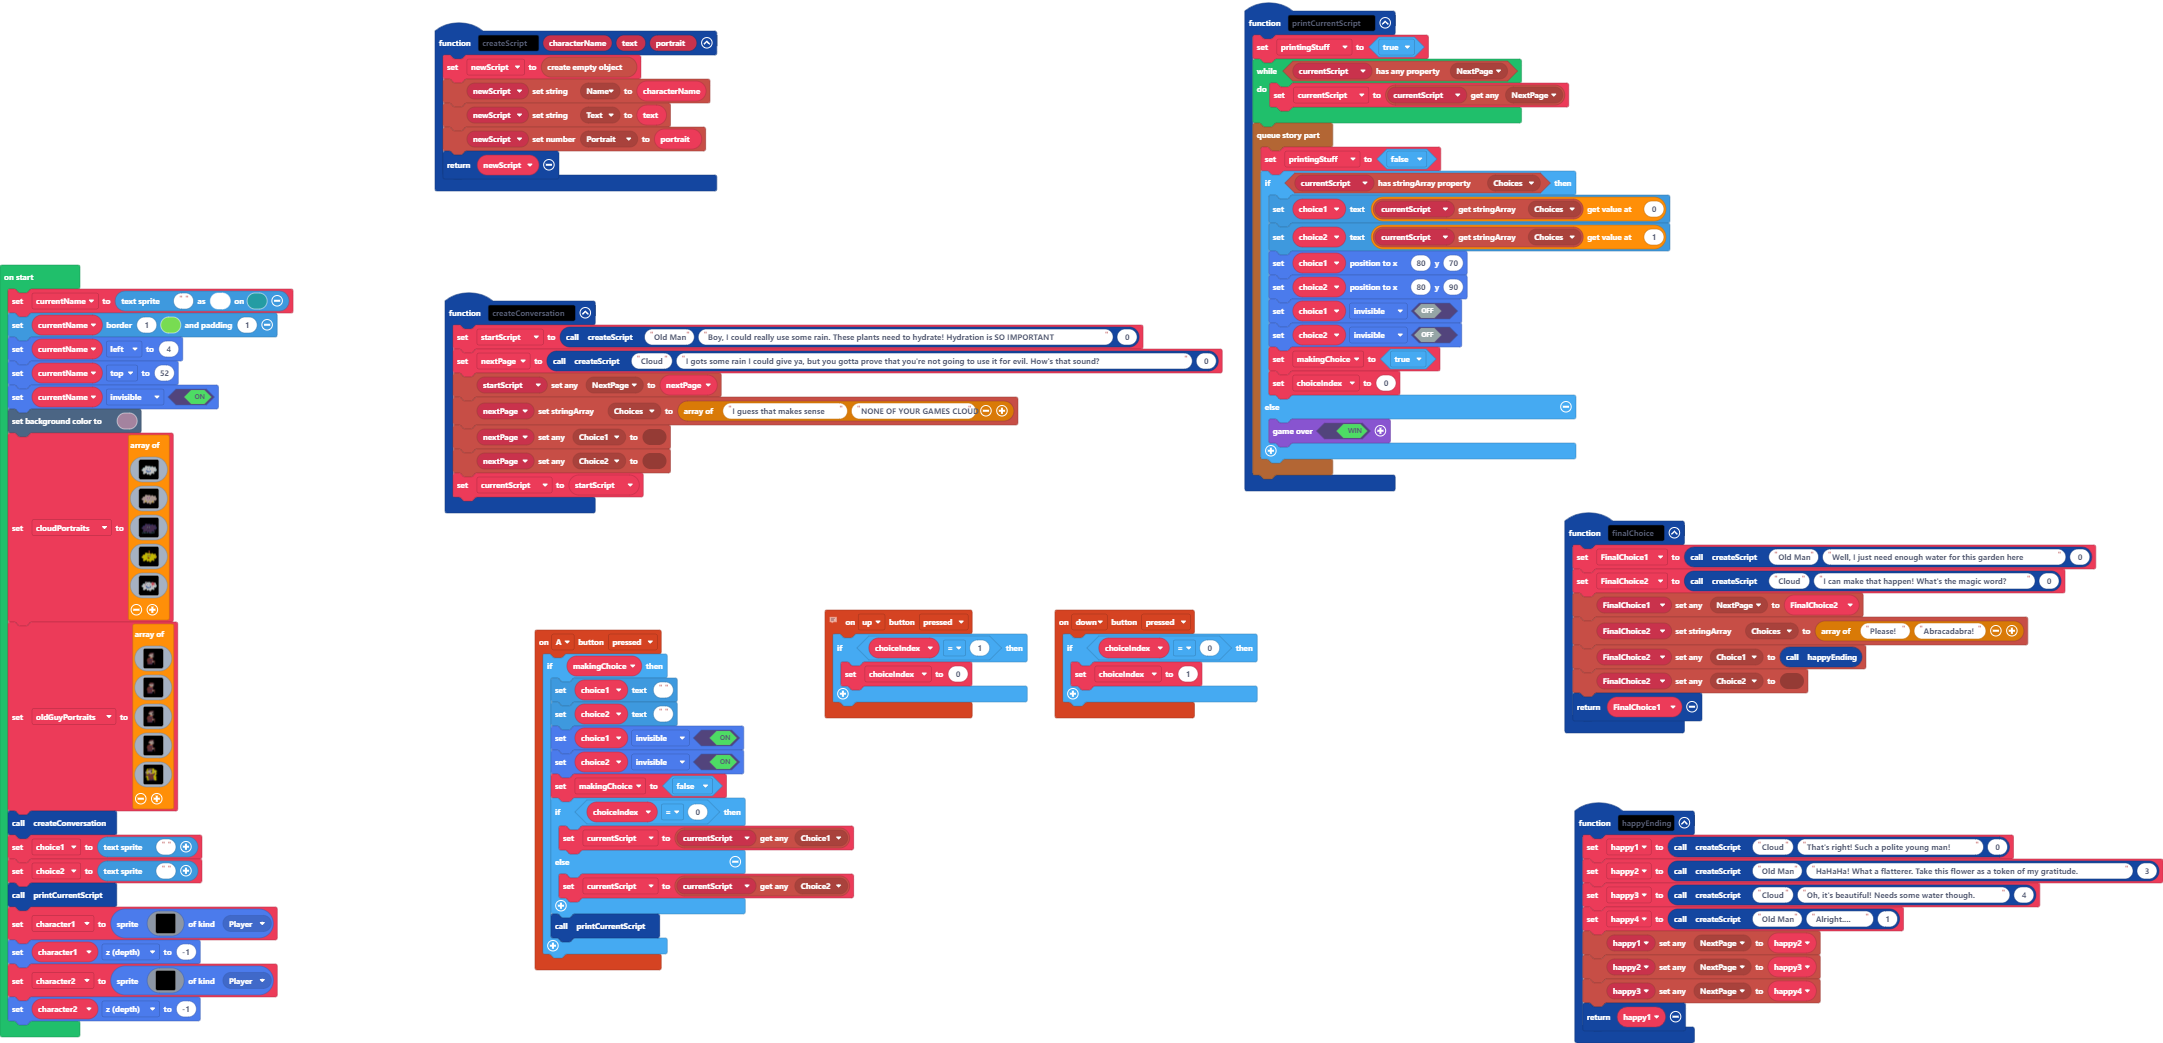 function createScript characterName text portrait
set newScript to create empty object
newScript set string Name to characterName
newScript set string Text to text
newScript set number Portrait to portrait
return newScript
function printCurrentScript
set printingStuff to true
while currentScript has any property NextPage
do set currentScript to currentScript get any NextPage
queue story part
set printingStuff to false
if currentScript has stringArray property Choices then
set choice1 text currentScript get stringArray Choices get value at 0
set choice2 text currentScript get stringArray Choices get value at 1
set choice1 position to x 80 y 70
set choice2 position to x 80 y 90
set choice1 invisible OFF
set choice2 invisible OFF
set makingChoice to true
set choiceIndex to 0
else
game over WIN
on start
set currentName to text sprite " " as on
set currentName border 1 and padding 1
set currentName left to 4
set currentName top to 52
set currentName invisible ON
set background color to
set cloudPortraits to array of
set oldGuyPortraits to array of
call createConversation
set choice1 to text sprite " "
set choice2 to text sprite " "
call printCurrentScript
set character1 to sprite of kind Player
set character1 z (depth) to -1
set character2 to sprite of kind Player
set character2 z (depth) to -1
function createConversation
set startScript to call createScript "Old Man" "Boy, I could really use some rain. These plants need to hydrate! Hydration is SO IMPORTANT" 0
set nextPage to call createScript "Cloud" "I gots some rain I could give ya, but you gotta prove that you're not going to use it for evil. How's that sound?" 0
startScript set any NextPage to nextPage
nextPage set stringArray Choices to array of "I guess that makes sense" "NONE OF YOUR GAMES CLOUD
nextPage set any Choice1 to
nextPage set any Choice2 to
set currentScript to startScript
on A button pressed
if makingChoice then
set choice1 text " "
set choice2 text " "
set choice1 invisible ON
set choice2 invisible ON
set makingChoice to false
if choiceIndex = 0 then
set currentScript to currentScript get any Choice1
else
set currentScript to currentScript get any Choice2
call printCurrentScript
on up button pressed
if choiceIndex = 1 then
set choiceIndex to 0
on down button pressed
if choiceIndex = 0 then
set choiceIndex to 1
function finalChoice
set FinalChoice1 to call createScript "Old Man" "Well, I just need enough water for this garden here" 0
set FinalChoice2 to call createScript "Cloud" "I can make that happen! What's the magic word?" 0
FinalChoice1 set any NextPage to FinalChoice2
FinalChoice2 set stringArray Choices to array of "Please!" "Abracadabra!"
FinalChoice2 set any Choice1 to call happyEnding
FinalChoice2 set any Choice2 to
return FinalChoice1
function happyEnding
set happy1 to call createScript "Cloud" "That's right! Such a polite young man!" 0
set happy2 to call createScript "Old Man" "HaHaHa! What a flatterer. Take this flower as a token of my gratitude." 3
set happy3 to call createScript "Cloud" "Oh, it's beautiful! Needs some water though." 4
set happy4 to call createScript "Old Man" "Alright...." 1
happy1 set any NextPage to happy2
happy2 set any NextPage to happy3
happy3 set any NextPage to happy4
return happy1